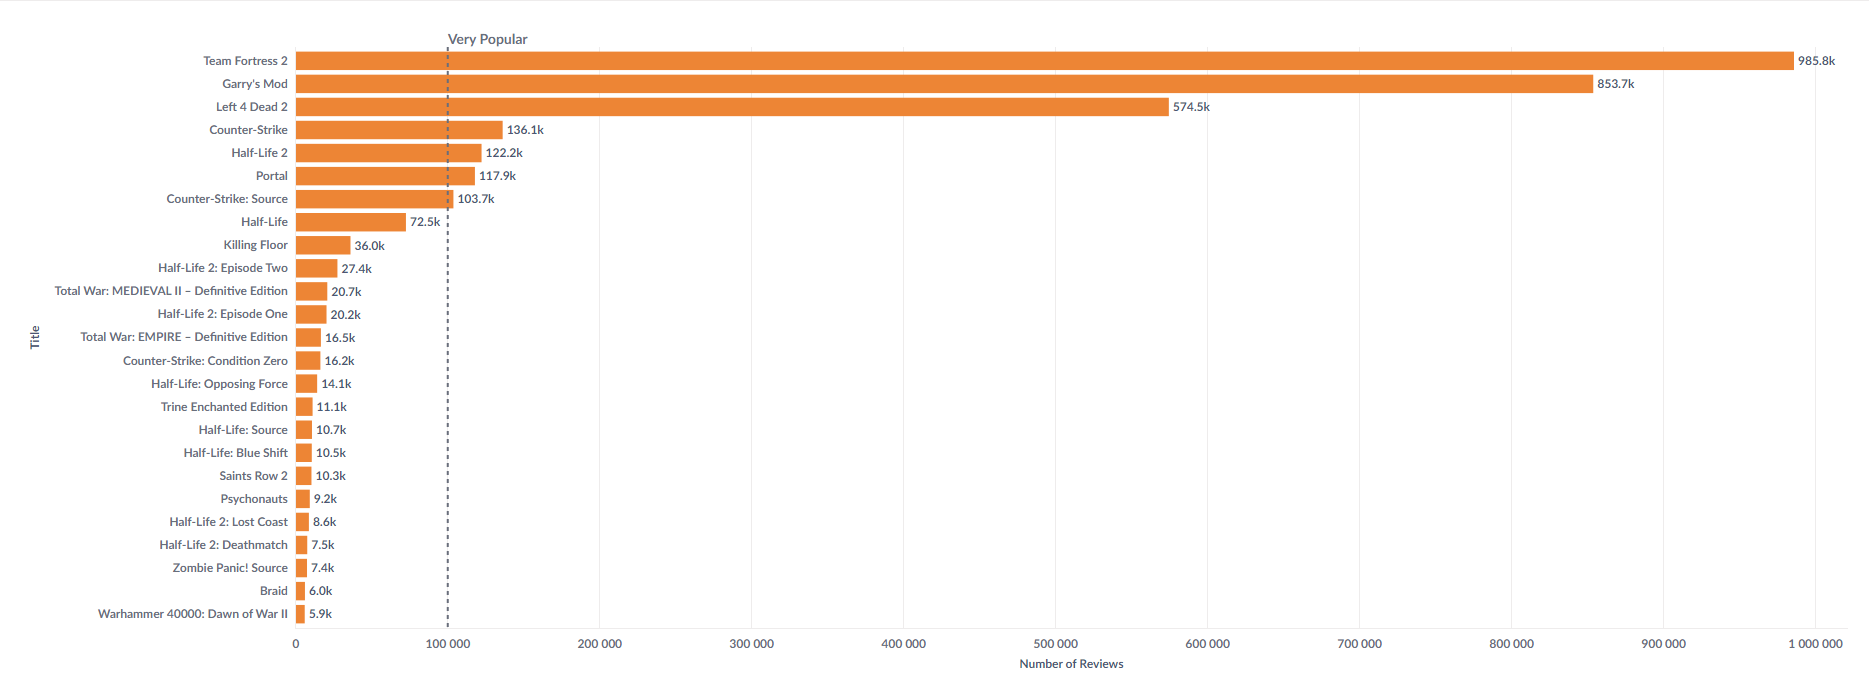 Very Popular
Team Fortress 2 985.8k
Garry's Mod 853.7k
Left 4 Dead 2 574.5k
Counter-Strike 136.1k
Half-Life 2 122.2k
Portal 117.9k
Counter-Strike: Source 103.7k
Half-Life 72.5k
Killing Floor 36.0k
Half-Life 2: Episode Two 27.4k
Total War: MEDIEVAL II – Definitive Edition 20.7k
Half-Life 2: Episode One 20.2k
Total War: EMPIRE – Definitive Edition 16.5k
Counter-Strike: Condition Zero 16.2k
Half-Life: Opposing Force 14.1k
Trine Enchanted Edition 11.1k
Half-Life: Source 10.7k
Half-Life: Blue Shift 10.5k
Saints Row 2 10.3k
Psychonauts 9.2k
Half-Life 2: Lost Coast 8.6k
Half-Life 2: Deathmatch 7.5k
Zombie Panic! Source 7.4k
Braid 6.0k
Warhammer 40000: Dawn of War II 5.9k
Title
0 100 000 200 000 300 000 400 000 500 000 600 000 700 000 800 000 900 000 1 000 000
Number of Reviews